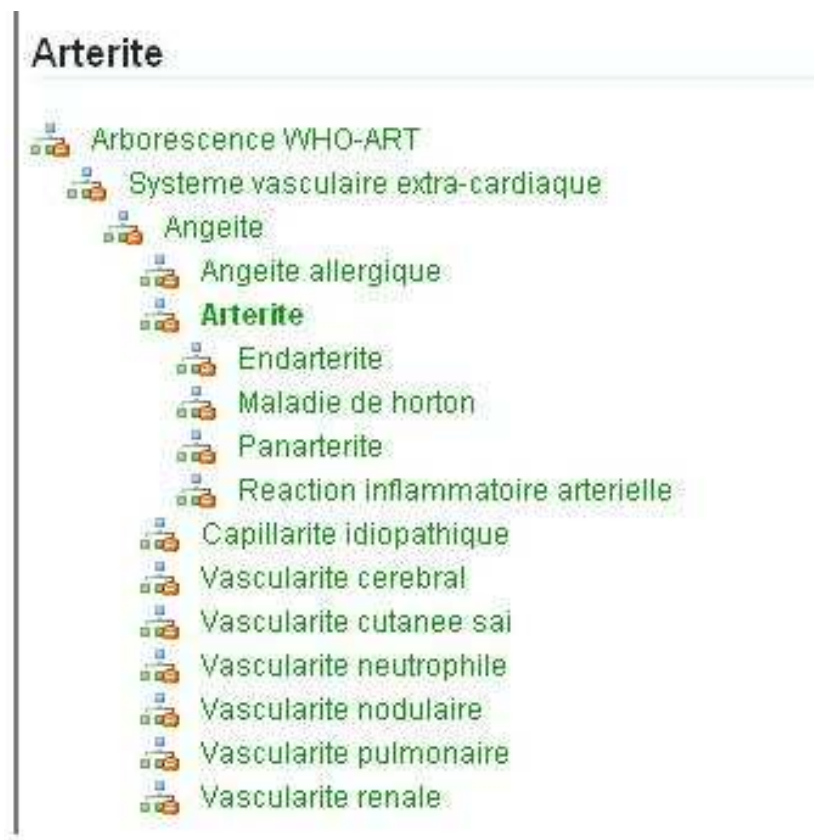 Arterite
Arborescence WHO-ART
Systeme vasculaire extra-cardiaque
Angeite
Angeite allergique
Arterite
Endarterite
Maladie de horton
Panarterite
Reaction inflammatoire arterielle
Capillarite idiopathique
Vascularite cerebral
Vascularite cutanee sai
Vascularite neutrophile
Vascularite nodulaire
Vascularite pulmonaire
Vascularite renale